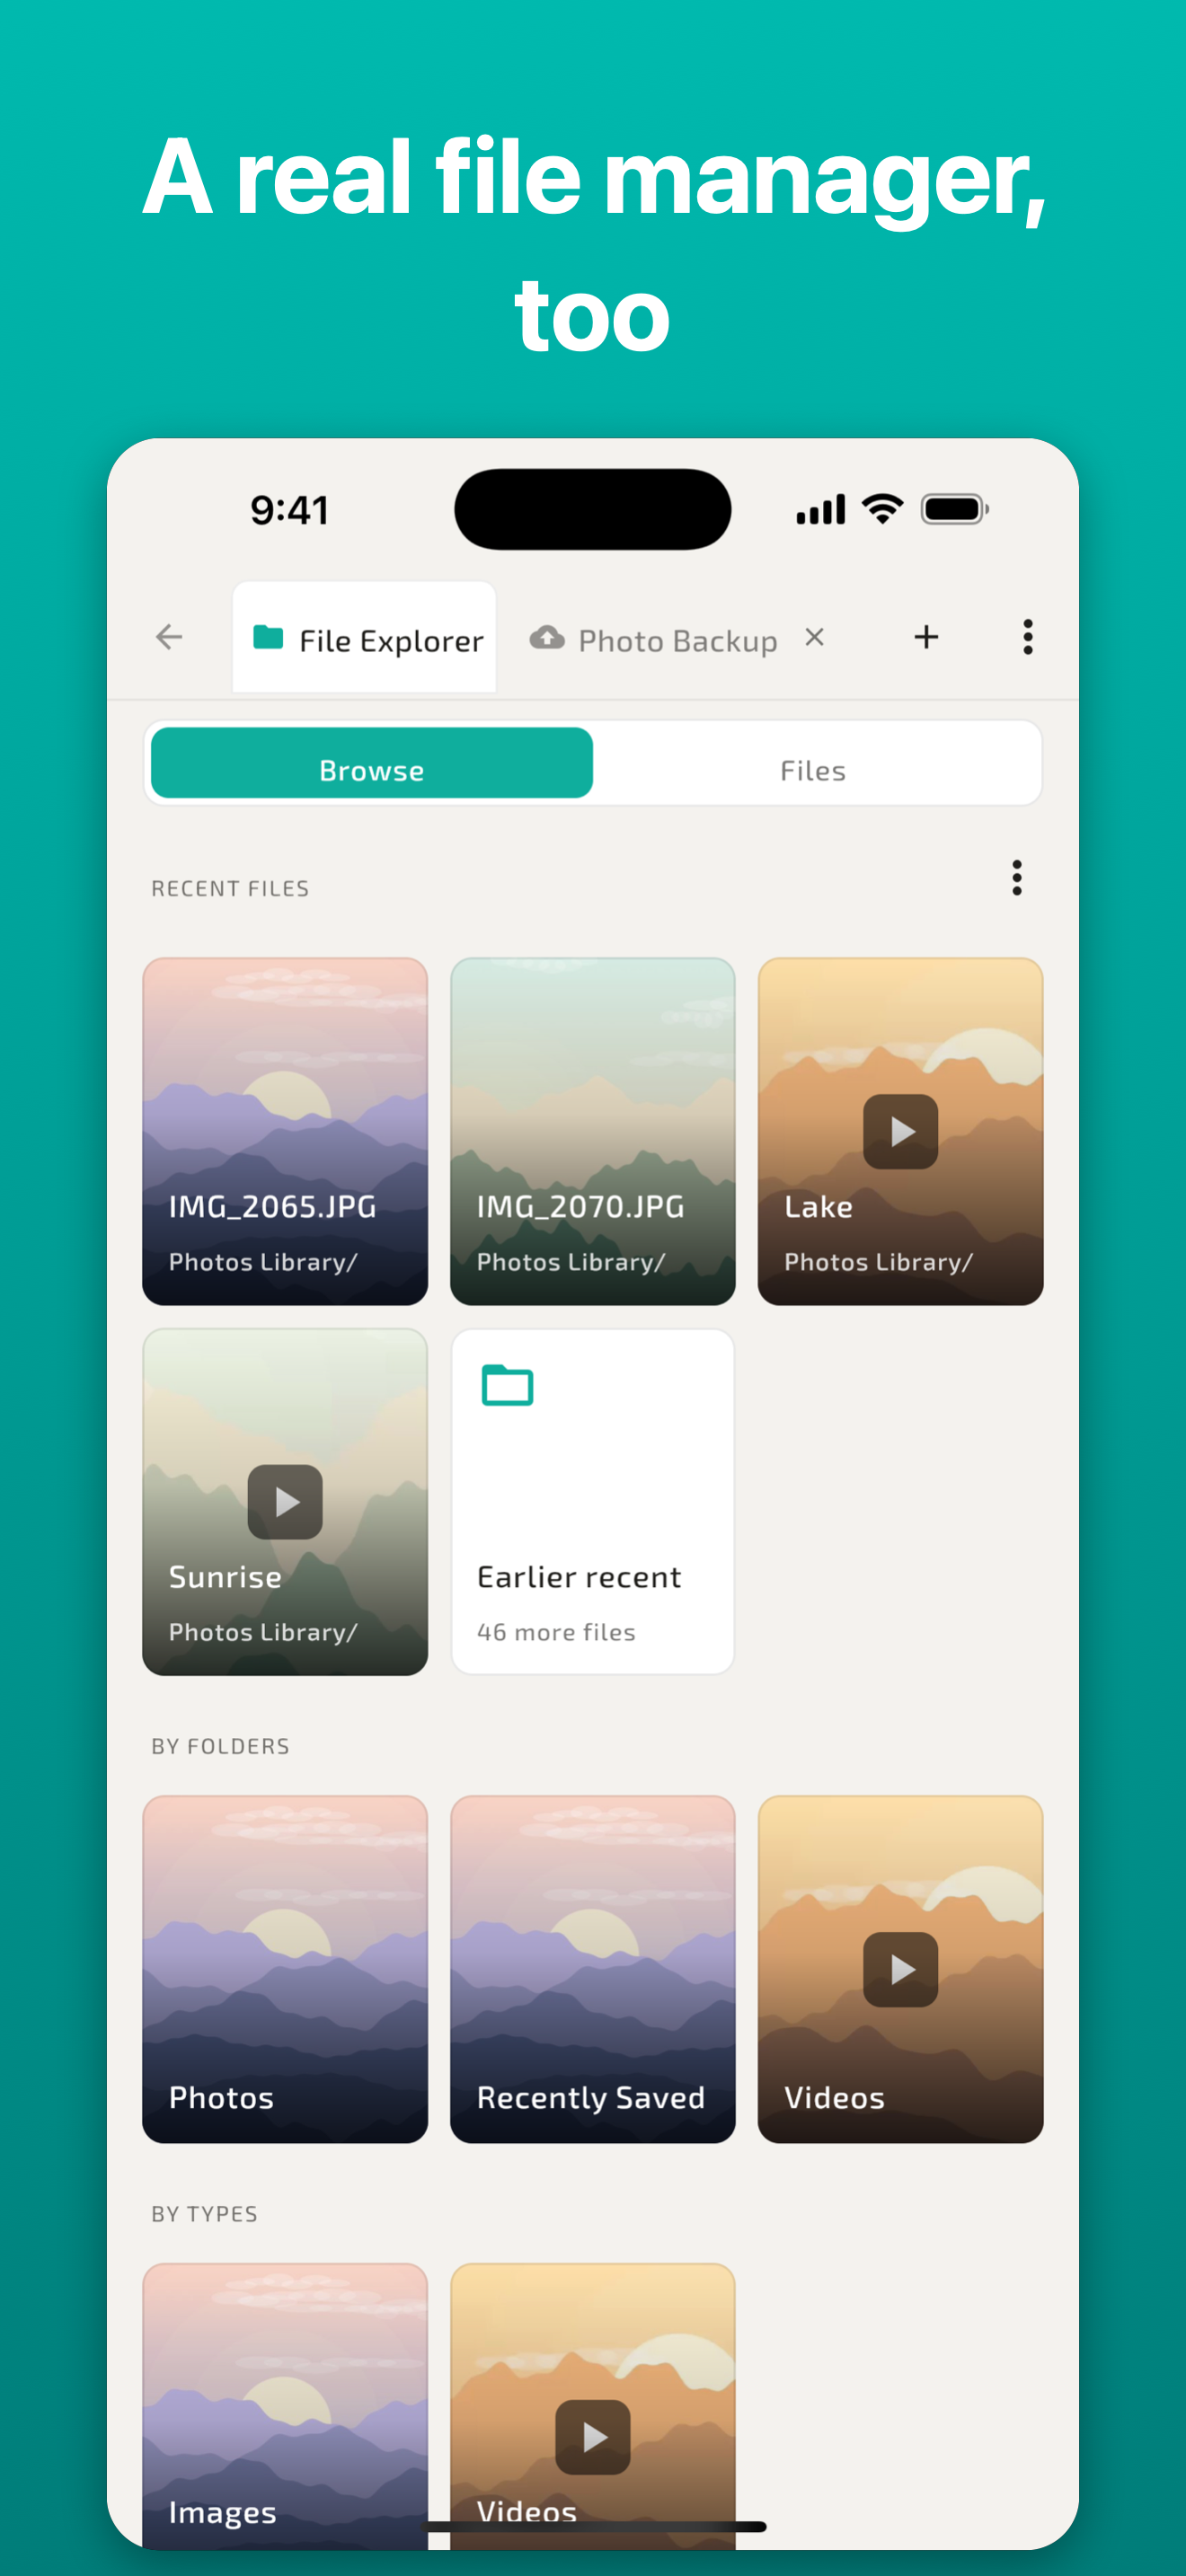 A real file manager,
too
9:41
File Explorer
Photo Backup
Browse
Files
RECENT FILES
IMG_2065.JPG
Photos Library/
IMG_2070.JPG
Photos Library/
Lake
Photos Library/
Sunrise
Photos Library/
Earlier recent
46 more files
BY FOLDERS
Photos
Recently Saved
Videos
BY TYPES
Images
Videos